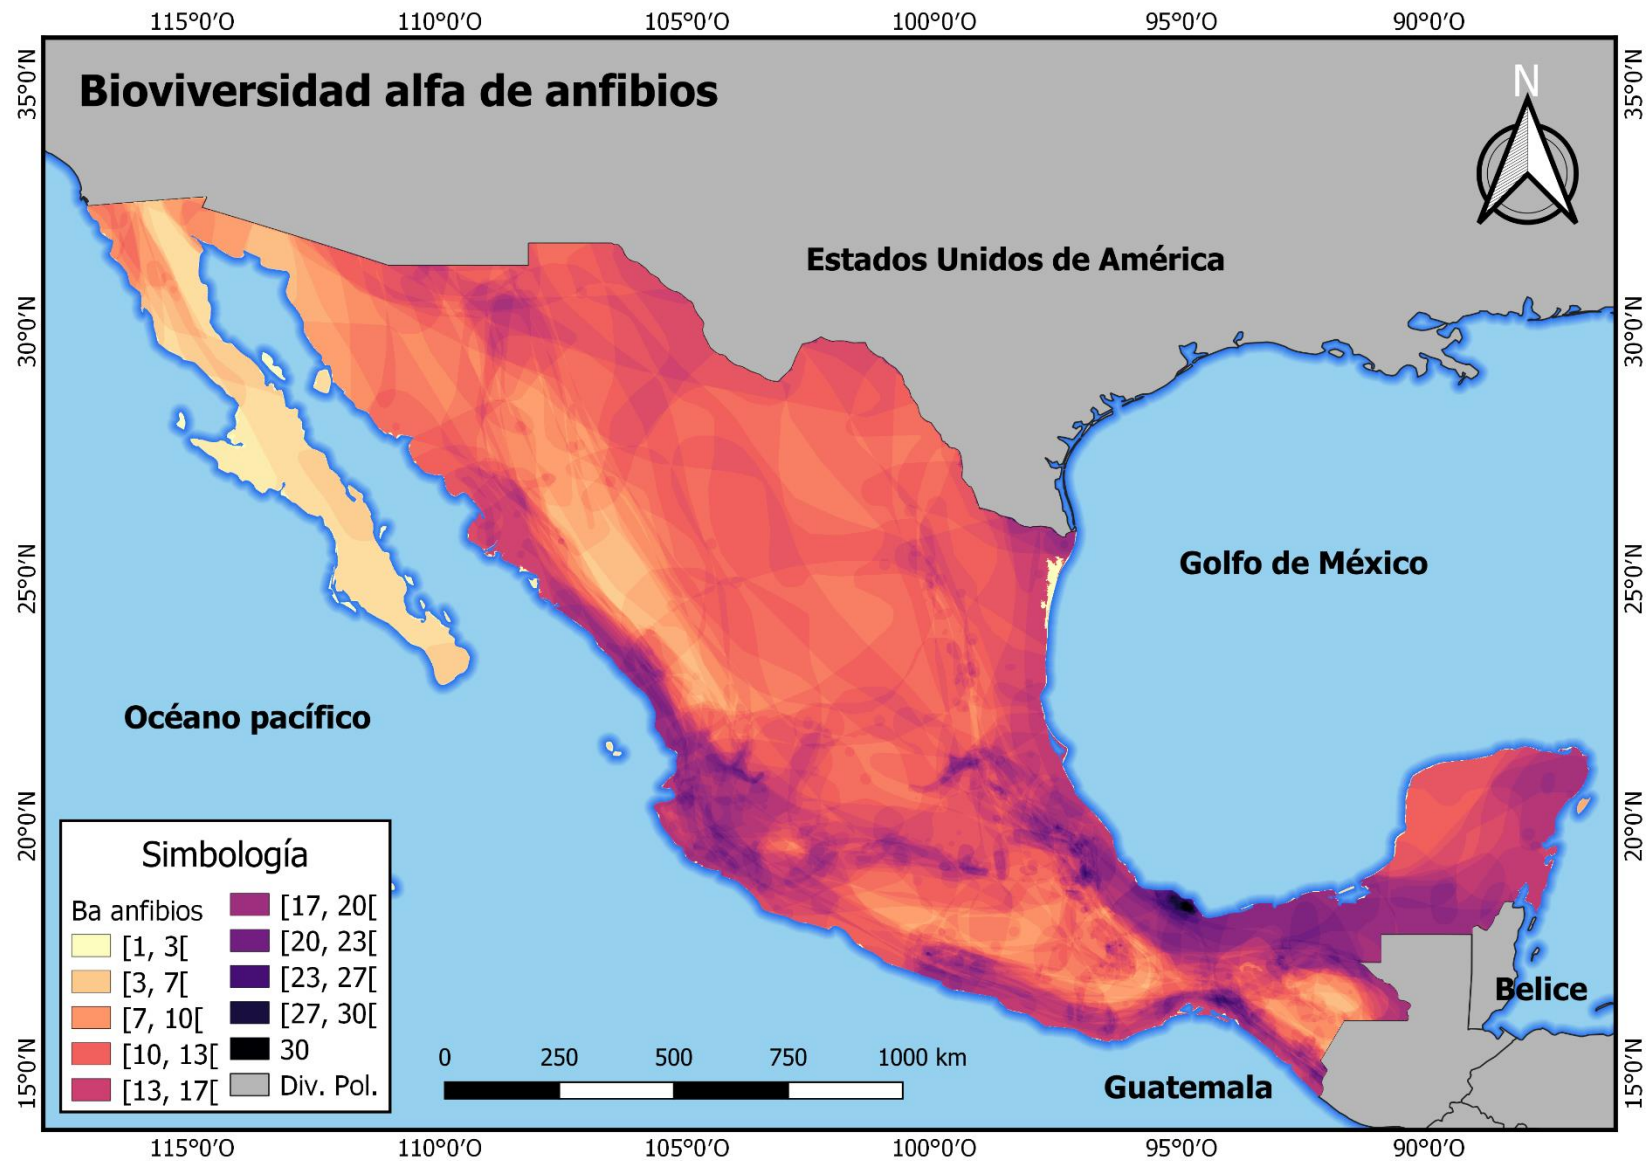 115°0'O 110°0'O 105°0'O 100°0'O 95°0'O 90°0'O
35°0'N
35°0'N
Bioviversidad alfa de anfibios
N
Estados Unidos de América
30°0'N
30°0'N
25°0'N
25°0'N
Golfo de México
Océano pacífico
20°0'N
20°0'N
Simbología
Ba anfibios
[1, 3[
[3, 7[
[7, 10[
[10, 13[
[13, 17[
[17, 20[
[20, 23[
[23, 27[
[27, 30[
30
Div. Pol.
Belice
0 250 500 750 1000 km
Guatemala
15°0'N
15°0'N
115°0'O 110°0'O 105°0'O 100°0'O 95°0'O 90°0'O